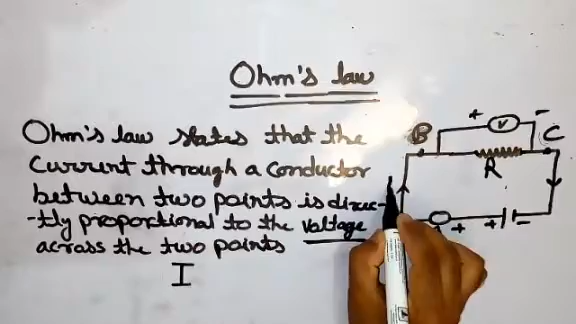 Ohm's law
Ohm's law states that the
current through a conductor
between two points is direc-
-tly proportional to the voltage
across the two points
I
+ V -
B C
R
+ + -